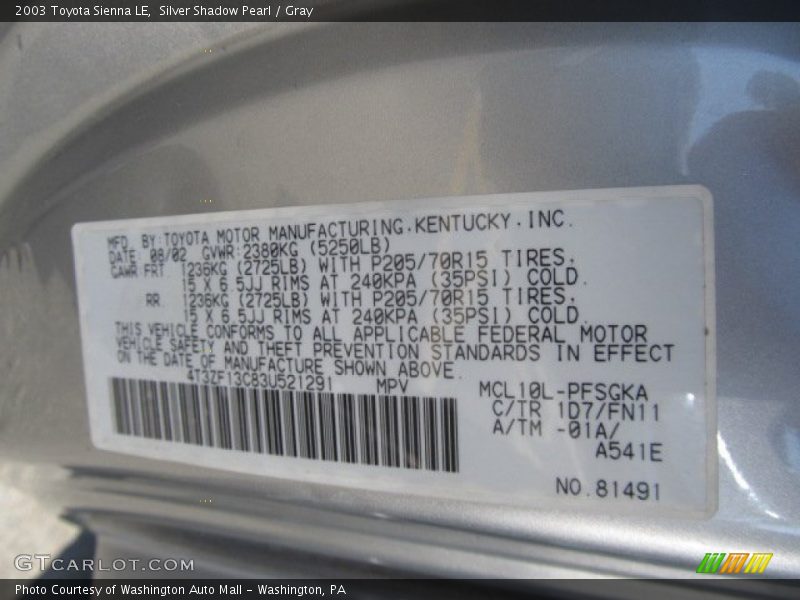 2003 Toyota Sienna LE,  Silver Shadow Pearl / Gray
MFD. BY:TOYOTA MOTOR MANUFACTURING.KENTUCKY.INC.
DATE: 08/02  GVWR:2380KG (5250LB)
GAWR FRT. 1236KG (2725LB) WITH P205/70R15 TIRES,
15 X 6.5JJ RIMS AT 240KPA (35PSI) COLD.
RR. 1236KG (2725LB) WITH P205/70R15 TIRES,
15 X 6.5JJ RIMS AT 240KPA (35PSI) COLD.
THIS VEHICLE CONFORMS TO ALL APPLICABLE FEDERAL MOTOR
VEHICLE SAFETY AND THEFT PREVENTION STANDARDS IN EFFECT
ON THE DATE OF MANUFACTURE SHOWN ABOVE.
4T3ZF13C83U521291 MPV
MCL10L-PFSGKA
C/TR 1D7/FN11
A/TM -01A/
A541E
NO.81491
GTCARLOT.COM
Photo Courtesy of Washington Auto Mall - Washington, PA